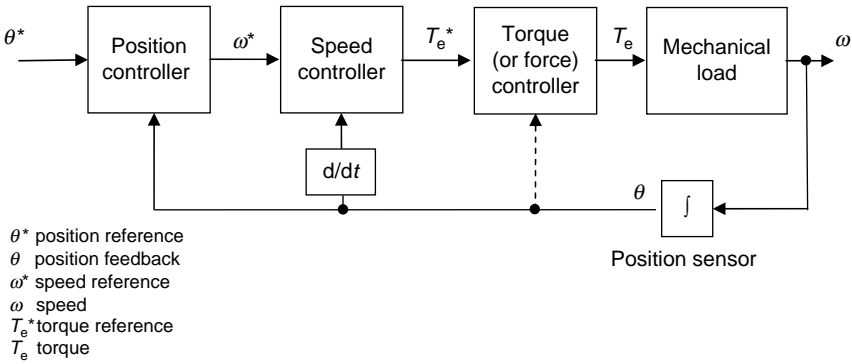 θ*
Position
controller
ω*
Speed
controller
Te*
Torque
(or force)
controller
Te
Mechanical
load
ω
d/dt
θ
∫
Position sensor
θ* position reference
θ position feedback
ω* speed reference
ω speed
Te* torque reference
Te torque